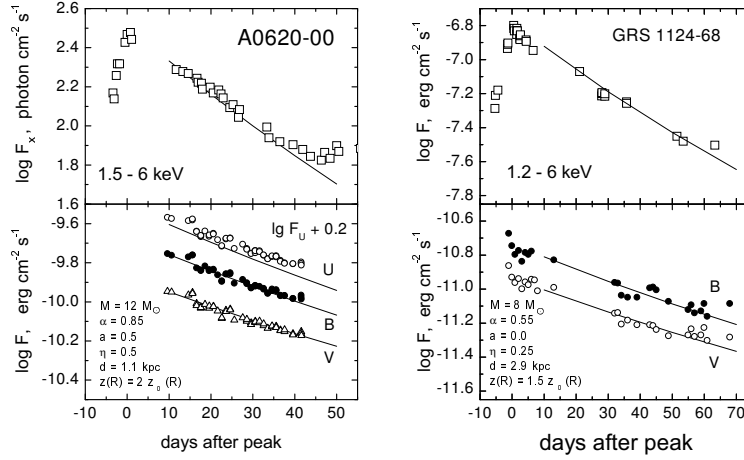 A0620-00
log Fx, photon cm-2 s-1
2.6
2.4
2.2
2.0
1.8
1.6
1.5 - 6 keV
lg FU + 0.2
log F, erg cm-2 s-1
-9.6
-9.8
-10.0
-10.2
-10.4
U
B
V
M = 12 M⊙
α = 0.85
a = 0.5
η = 0.5
d = 1.1 kpc
z(R) = 2 z0 (R)
-10 0 10 20 30 40 50
days after peak
GRS 1124-68
log F, erg cm-2 s-1
-6.8
-7.0
-7.2
-7.4
-7.6
-7.8
1.2 - 6 keV
log F, erg cm-2 s-1
-10.6
-10.8
-11.0
-11.2
-11.4
-11.6
B
V
M = 8 M⊙
α = 0.55
a = 0.0
η = 0.25
d = 2.9 kpc
z(R) = 1.5 z0 (R)
-10 0 10 20 30 40 50 60 70
days after peak